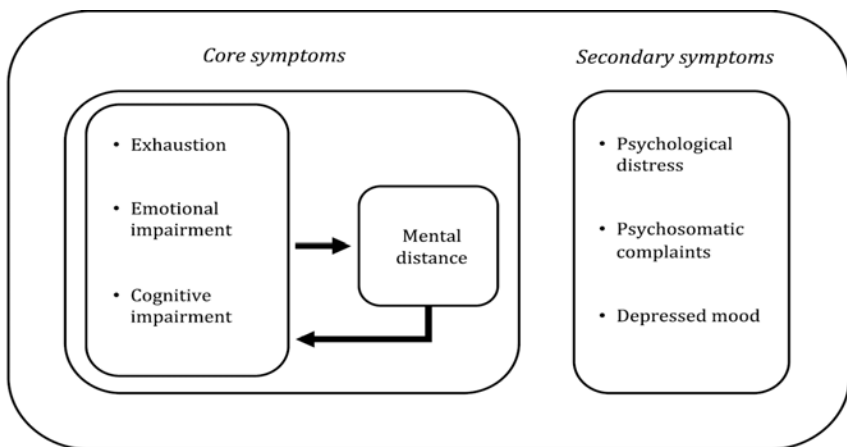 Core symptoms
• Exhaustion
• Emotional
impairment
• Cognitive
impairment
Mental
distance
Secondary symptoms
• Psychological
distress
• Psychosomatic
complaints
• Depressed mood